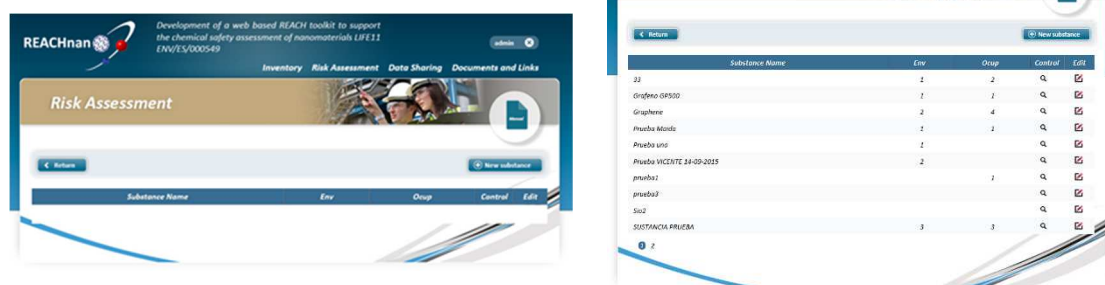 REACHnano
Development of a web based REACH toolkit to support
the chemical safety assessment of nanomaterials LIFE11
ENV/ES/000549
admin
Inventory Risk Assessment Data Sharing Documents and Links
Risk Assessment
Manual
Return
New substance
Substance Name Env Ocup Control Edit
Return
New substance
Substance Name Env Ocup Control Edit
33 1 2
Grafeno GP500 1 1
Graphene 2 4
Prueba Maida 1 1
Prueba uno 1
Prueba VICENTE 14-09-2015 2
prueba1 1
prueba3
Sio2
SUSTANCIA PRUEBA 3 3
1 2